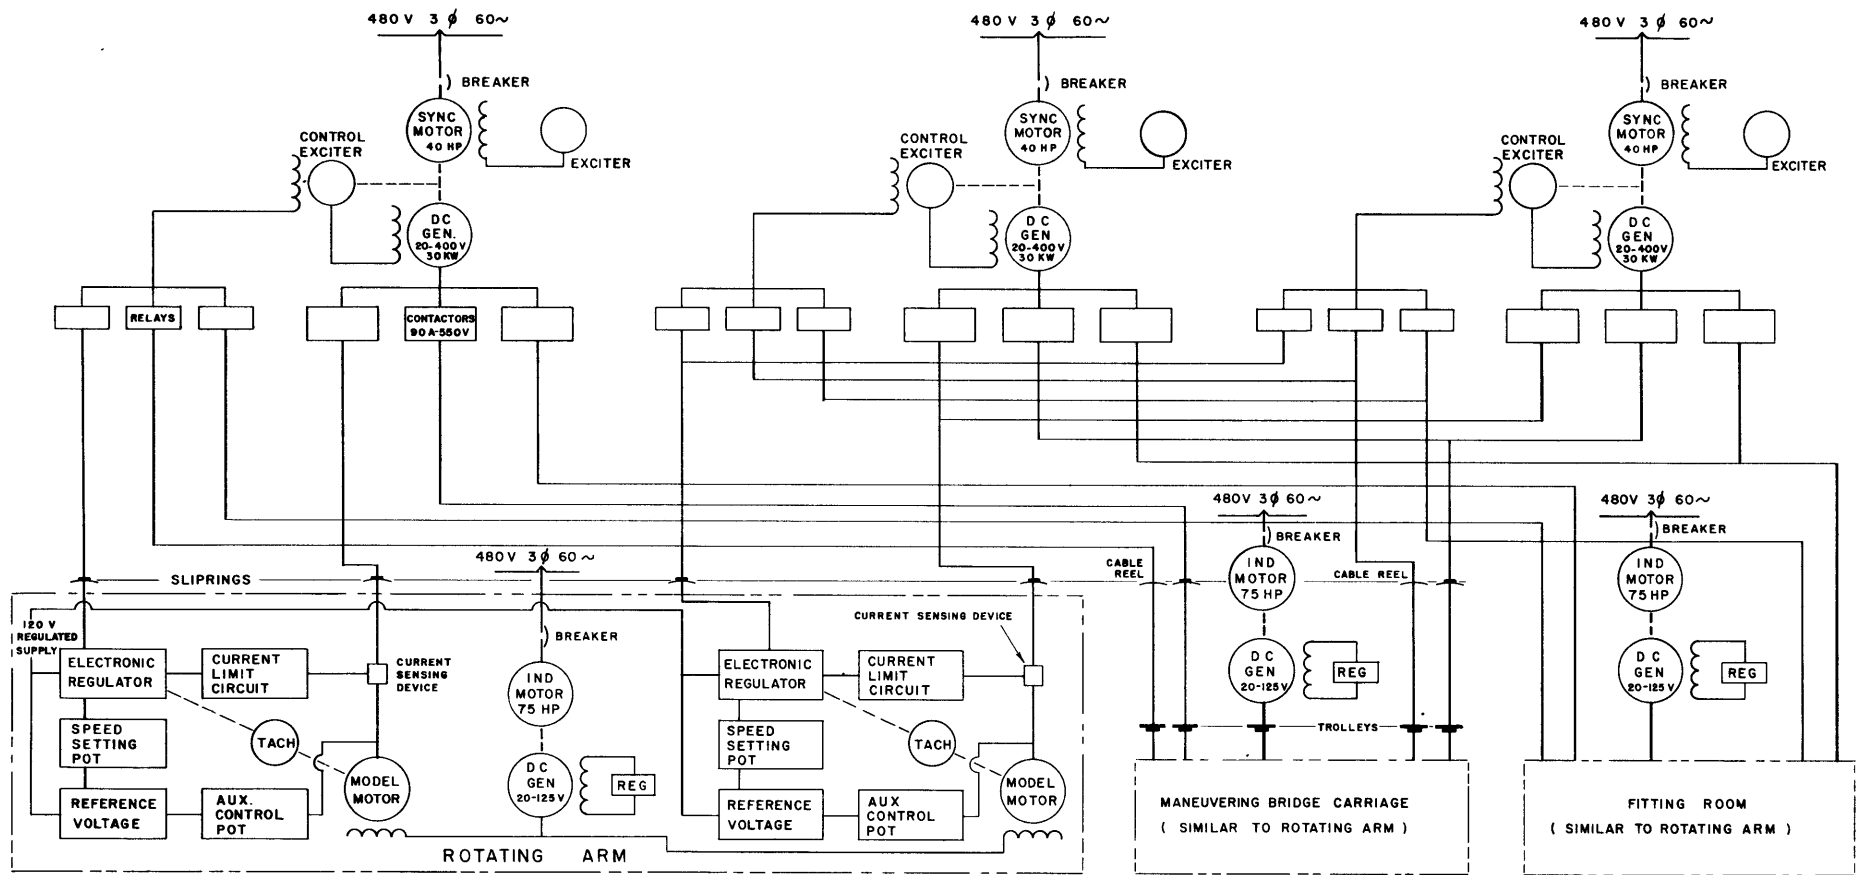 480 V 3 ϕ 60~
480 V 3 ϕ 60~
480 V 3 ϕ 60~
BREAKER
BREAKER
BREAKER
SYNC
MOTOR
40 HP
EXCITER
CONTROL
EXCITER
DC
GEN.
20-400 V
30 KW
SYNC
MOTOR
40 HP
EXCITER
CONTROL
EXCITER
DC
GEN
20-400 V
30 KW
SYNC
MOTOR
40 HP
EXCITER
CONTROL
EXCITER
DC
GEN
20-400 V
30 KW
RELAYS
CONTACTORS
90 A-550 V
480V 3ϕ 60~
480V 3ϕ 60~
480V 3ϕ 60~
BREAKER
BREAKER
SLIPRINGS
CABLE
REEL
IND
MOTOR
75 HP
CABLE REEL
IND
MOTOR
75 HP
120 V
REGULATED
SUPPLY
BREAKER
CURRENT SENSING DEVICE
ELECTRONIC
REGULATOR
CURRENT
LIMIT
CIRCUIT
CURRENT
SENSING
DEVICE
IND
MOTOR
75 HP
ELECTRONIC
REGULATOR
CURRENT
LIMIT
CIRCUIT
DC
GEN
20-125 V
REG
DC
GEN
20-125 V
REG
SPEED
SETTING
POT
TACH
SPEED
SETTING
POT
TACH
TROLLEYS
MODEL
MOTOR
DC
GEN
20-125 V
REG
MODEL
MOTOR
REFERENCE
VOLTAGE
AUX.
CONTROL
POT
REFERENCE
VOLTAGE
AUX
CONTROL
POT
MANEUVERING BRIDGE CARRIAGE
( SIMILAR TO ROTATING ARM )
FITTING ROOM
( SIMILAR TO ROTATING ARM )
ROTATING ARM